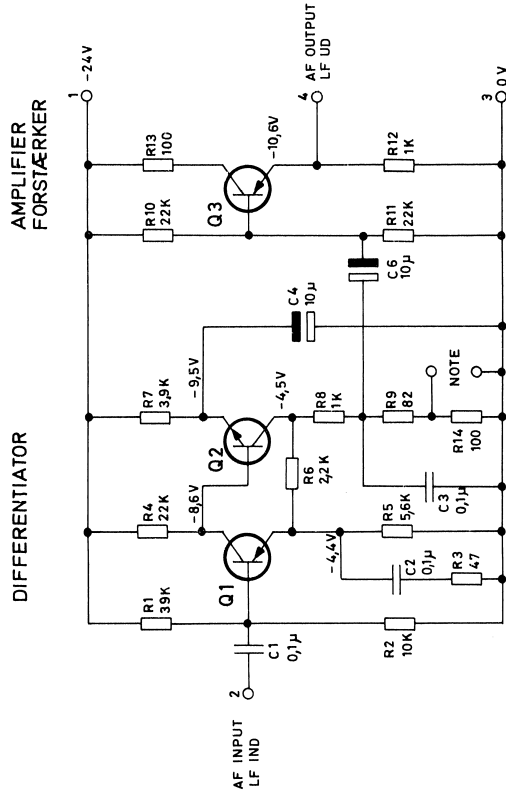 DIFFERENTIATOR
AMPLIFIER
FORSTÆRKER
1
-24V
R1
39K
R4
22K
R7
3,9K
R10
22K
R13
100
-8,6V
-9,5V
Q1
Q2
Q3
-10,6V
C4
10µ
-4,5V
AF INPUT
LF IND
2
C1
0,1µ
R6
2,2K
R8
1K
C6
10µ
4
AF OUTPUT
LF UD
-4,4V
R2
10K
C2
0,1µ
R5
5,6K
R3
47
C3
0,1µ
R9
82
R14
100
NOTE
R11
22K
R12
1K
3
0V